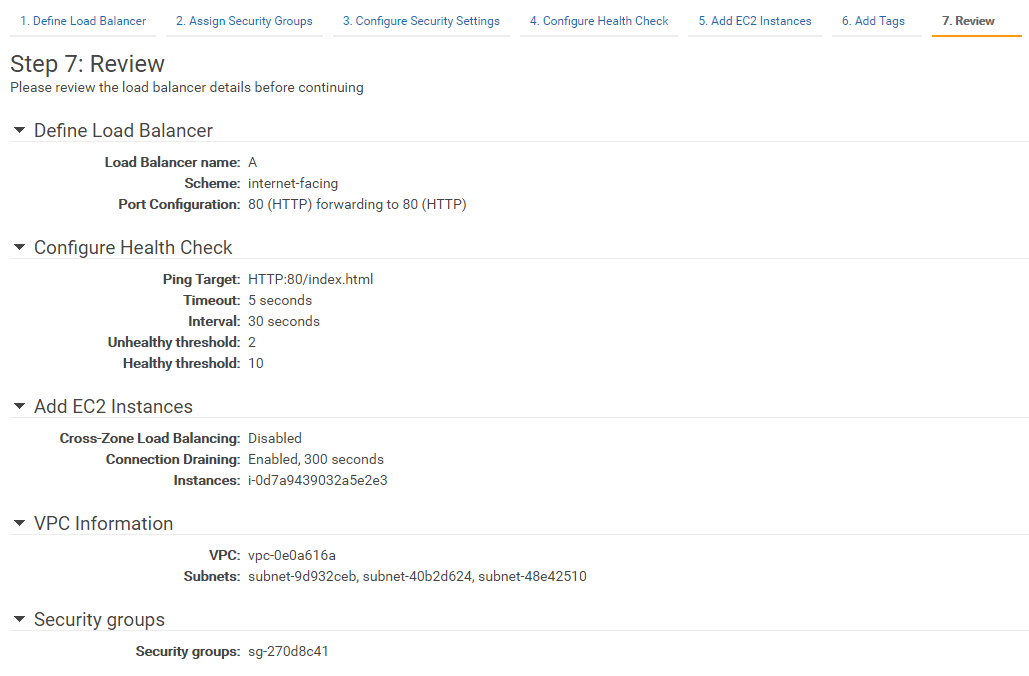 1. Define Load Balancer 2. Assign Security Groups 3. Configure Security Settings 4. Configure Health Check 5. Add EC2 Instances 6. Add Tags 7. Review
Step 7: Review
Please review the load balancer details before continuing
Define Load Balancer
Load Balancer name: A
Scheme: internet-facing
Port Configuration: 80 (HTTP) forwarding to 80 (HTTP)
Configure Health Check
Ping Target: HTTP:80/index.html
Timeout: 5 seconds
Interval: 30 seconds
Unhealthy threshold: 2
Healthy threshold: 10
Add EC2 Instances
Cross-Zone Load Balancing: Disabled
Connection Draining: Enabled, 300 seconds
Instances: i-0d7a9439032a5e2e3
VPC Information
VPC: vpc-0e0a616a
Subnets: subnet-9d932ceb, subnet-40b2d624, subnet-48e42510
Security groups
Security groups: sg-270d8c41